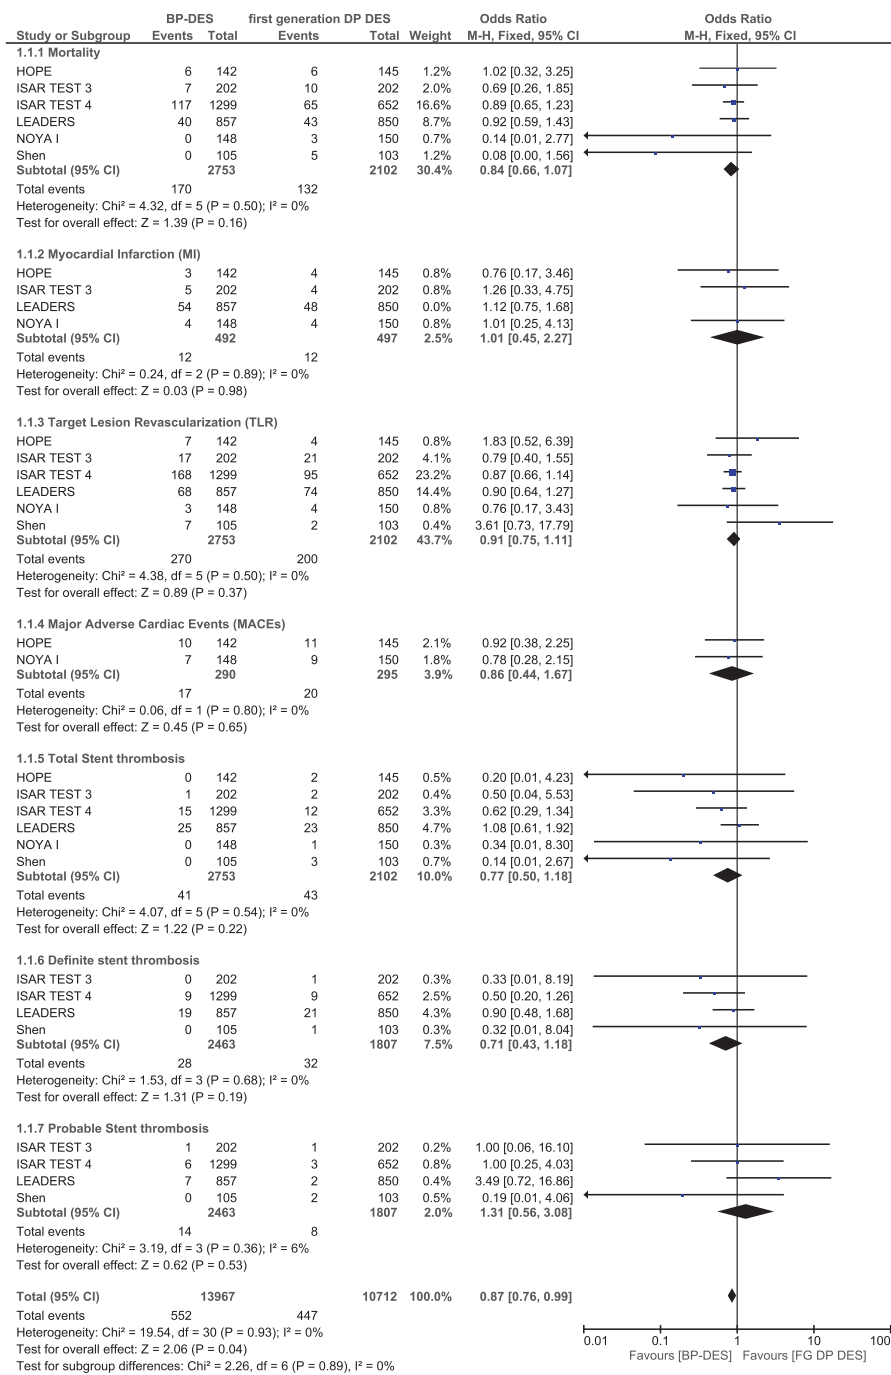 BP-DES first generation DP DES Odds Ratio Odds Ratio
Study or Subgroup Events Total Events Total Weight M-H, Fixed, 95% CI M-H, Fixed, 95% CI
1.1.1 Mortality
HOPE 6 142 6 145 1.2% 1.02 [0.32, 3.25]
ISAR TEST 3 7 202 10 202 2.0% 0.69 [0.26, 1.85]
ISAR TEST 4 117 1299 65 652 16.6% 0.89 [0.65, 1.23]
LEADERS 40 857 43 850 8.7% 0.92 [0.59, 1.43]
NOYA I 0 148 3 150 0.9% 0.14 [0.01, 2.77]
Shen 0 105 5 103 1.2% 0.08 [0.00, 1.56]
Subtotal (95% CI) 2753 2102 30.4% 0.84 [0.66, 1.07]
Total events 170 132
Heterogeneity: Chi² = 4.32, df = 5 (P = 0.50); I² = 0%
Test for overall effect: Z = 1.39 (P = 0.16)
1.1.2 Myocardial Infarction (MI)
HOPE 3 142 4 145 0.8% 0.76 [0.17, 3.46]
ISAR TEST 3 5 202 4 202 0.8% 1.26 [0.33, 4.75]
LEADERS 54 857 48 850 0.0% 1.12 [0.75, 1.68]
NOYA I 4 148 4 150 0.8% 1.01 [0.25, 4.13]
Subtotal (95% CI) 492 497 2.5% 1.01 [0.45, 2.27]
Total events 12 12
Heterogeneity: Chi² = 0.24, df = 2 (P = 0.89); I² = 0%
Test for overall effect: Z = 0.03 (P = 0.98)
1.1.3 Target Lesion Revascularization (TLR)
HOPE 7 142 4 145 0.8% 1.83 [0.52, 6.39]
ISAR TEST 3 17 202 21 202 4.1% 0.79 [0.40, 1.55]
ISAR TEST 4 168 1299 95 652 23.2% 0.87 [0.66, 1.14]
LEADERS 68 857 74 850 14.4% 0.90 [0.64, 1.27]
NOYA I 3 148 4 150 0.8% 0.76 [0.17, 3.43]
Shen 7 105 2 103 0.4% 3.61 [0.73, 17.79]
Subtotal (95% CI) 2753 2102 43.7% 0.91 [0.75, 1.11]
Total events 270 200
Heterogeneity: Chi² = 4.38, df = 5 (P = 0.50); I² = 0%
Test for overall effect: Z = 0.89 (P = 0.37)
1.1.4 Major Adverse Cardiac Events (MACEs)
HOPE 10 142 11 145 2.1% 0.92 [0.38, 2.25]
NOYA I 7 148 9 150 1.8% 0.78 [0.28, 2.15]
Subtotal (95% CI) 290 295 3.9% 0.86 [0.44, 1.67]
Total events 17 20
Heterogeneity: Chi² = 0.06, df = 1 (P = 0.80); I² = 0%
Test for overall effect: Z = 0.45 (P = 0.65)
1.1.5 Total Stent thrombosis
HOPE 0 142 2 145 0.5% 0.20 [0.01, 4.23]
ISAR TEST 3 1 202 2 202 0.4% 0.50 [0.04, 5.53]
ISAR TEST 4 15 1299 12 652 3.3% 0.62 [0.29, 1.34]
LEADERS 25 857 23 850 4.7% 1.08 [0.61, 1.92]
NOYA I 0 148 1 150 0.3% 0.34 [0.01, 8.30]
Shen 0 105 3 103 0.7% 0.14 [0.01, 2.67]
Subtotal (95% CI) 2753 2102 10.0% 0.77 [0.50, 1.18]
Total events 41 43
Heterogeneity: Chi² = 4.07, df = 5 (P = 0.54); I² = 0%
Test for overall effect: Z = 1.22 (P = 0.22)
1.1.6 Definite stent thrombosis
ISAR TEST 3 0 202 1 202 0.3% 0.33 [0.01, 8.19]
ISAR TEST 4 9 1299 9 652 2.5% 0.50 [0.20, 1.26]
LEADERS 19 857 21 850 4.4% 0.90 [0.48, 1.68]
Shen 0 105 1 103 0.3% 0.32 [0.01, 8.04]
Subtotal (95% CI) 2463 1807 7.5% 0.71 [0.43, 1.18]
Total events 28 32
Heterogeneity: Chi² = 1.53, df = 3 (P = 0.68); I² = 0%
Test for overall effect: Z = 1.31 (P = 0.19)
1.1.7 Probable Stent thrombosis
ISAR TEST 3 1 202 1 202 0.2% 1.00 [0.06, 16.10]
ISAR TEST 4 6 1299 3 652 0.8% 1.00 [0.25, 4.03]
LEADERS 7 857 2 850 0.4% 3.49 [0.72, 16.86]
Shen 0 105 2 103 0.5% 0.19 [0.01, 4.06]
Subtotal (95% CI) 2463 1807 2.0% 1.31 [0.56, 3.08]
Total events 14 8
Heterogeneity: Chi² = 3.19, df = 3 (P = 0.36); I² = 6%
Test for overall effect: Z = 0.62 (P = 0.53)
Total (95% CI) 13967 10712 100.0% 0.87 [0.76, 0.99]
Total events 552 447
Heterogeneity: Chi² = 19.54, df = 30 (P = 0.93); I² = 0%
Test for overall effect: Z = 2.06 (P = 0.04)
Test for subgroup differences: Chi² = 2.26, df = 6 (P = 0.89), I² = 0%
0.01 0.1 1 10 100
Favours [BP-DES] Favours [FG DP DES]